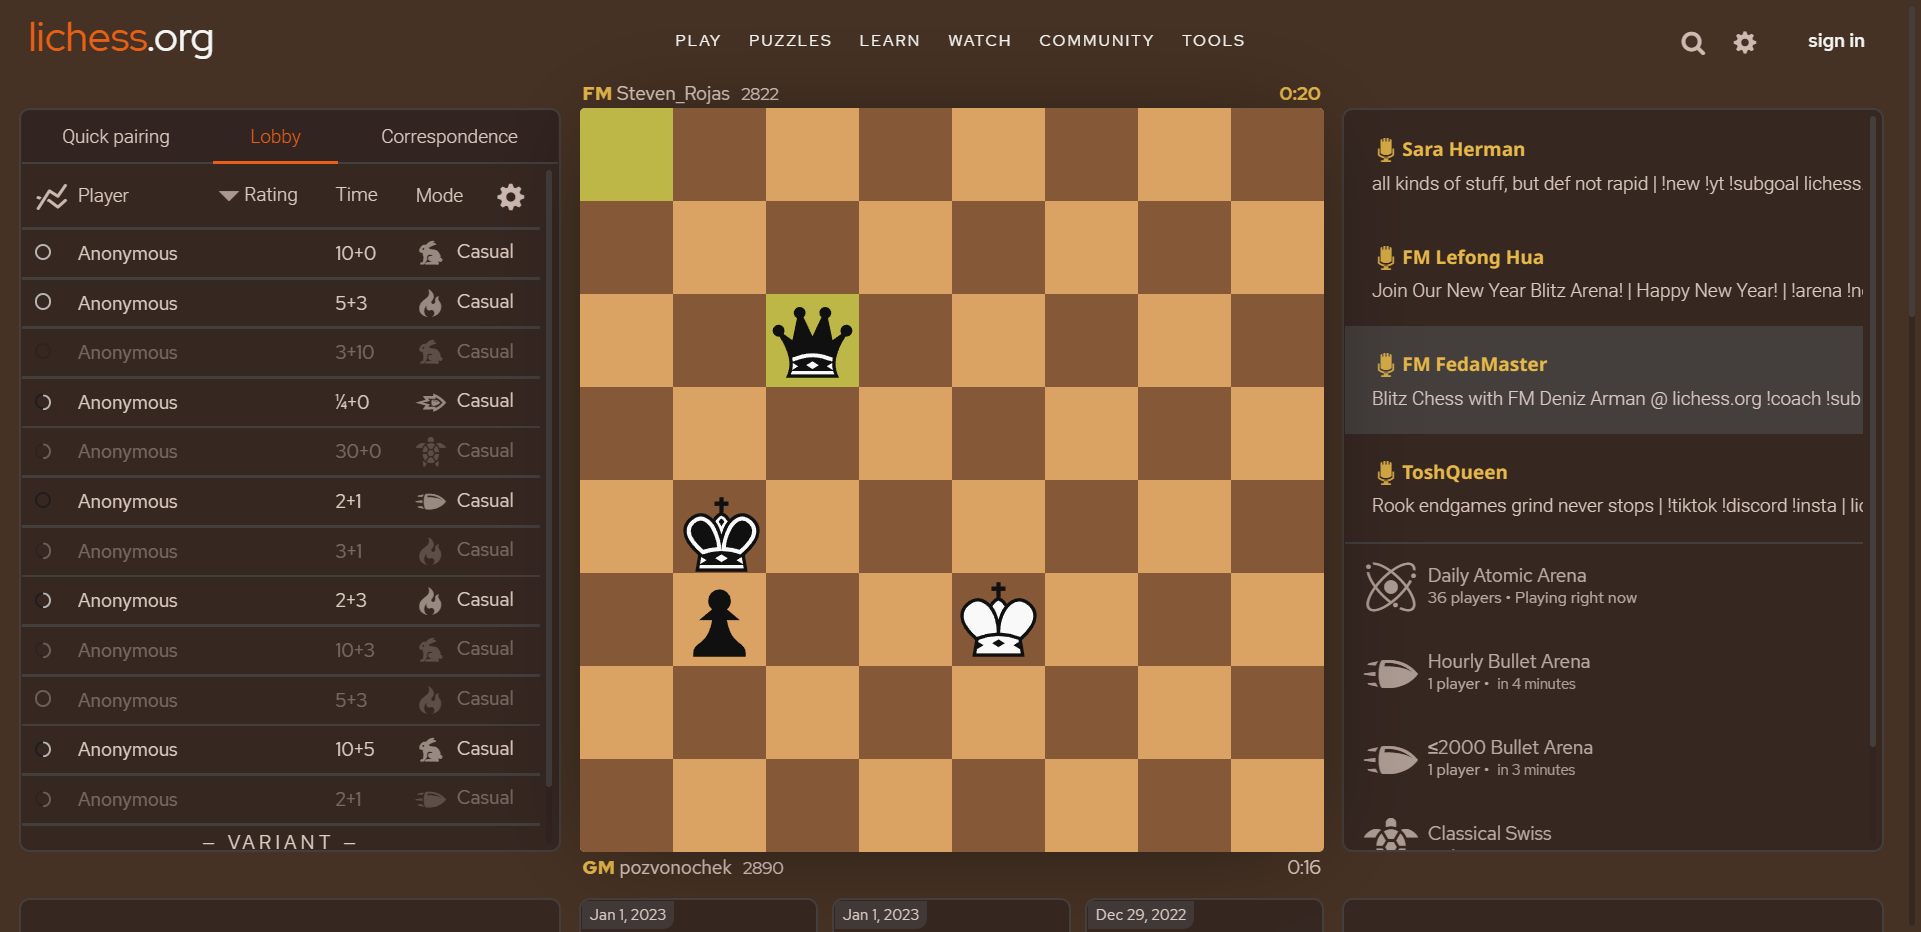 lichess.org
PLAY PUZZLES LEARN WATCH COMMUNITY TOOLS
sign in
Quick pairing Lobby Correspondence
Player Rating Time Mode
Anonymous 10+0 Casual
Anonymous 5+3 Casual
Anonymous 3+10 Casual
Anonymous ¼+0 Casual
Anonymous 30+0 Casual
Anonymous 2+1 Casual
Anonymous 3+1 Casual
Anonymous 2+3 Casual
Anonymous 10+3 Casual
Anonymous 5+3 Casual
Anonymous 10+5 Casual
Anonymous 2+1 Casual
– VARIANT –
FM Steven_Rojas 2822 0:20
GM pozvonochek 2890 0:16
Sara Herman
all kinds of stuff, but def not rapid | !new !yt !subgoal lichess.
FM Lefong Hua
Join Our New Year Blitz Arena! | Happy New Year! | !arena
FM FedaMaster
Blitz Chess with FM Deniz Arman @ lichess.org !coach !sub
ToshQueen
Rook endgames grind never stops | !tiktok !discord !insta |
Daily Atomic Arena
36 players • Playing right now
Hourly Bullet Arena
1 player • in 4 minutes
≤2000 Bullet Arena
1 player • in 3 minutes
Classical Swiss
Jan 1, 2023
Jan 1, 2023
Dec 29, 2022